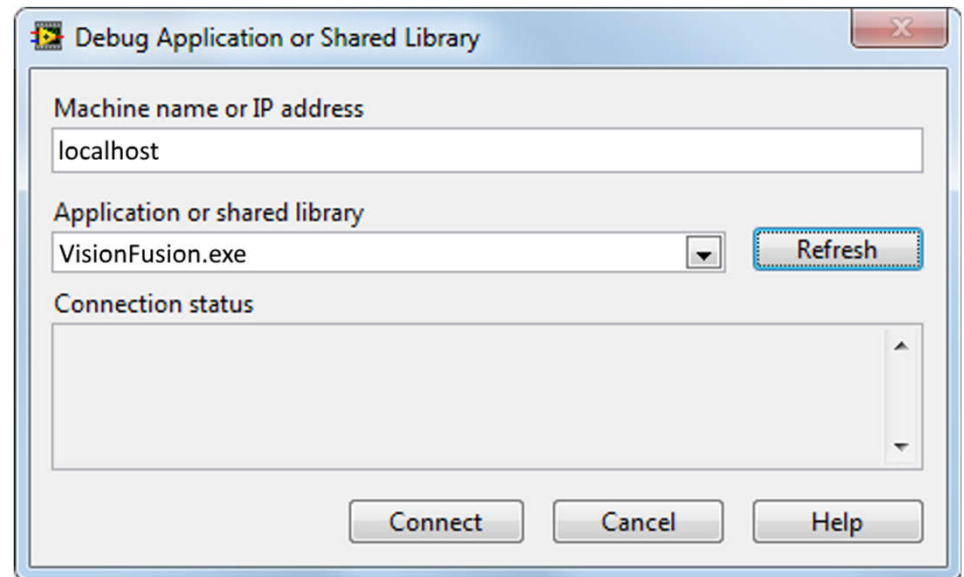 Debug Application or Shared Library
Machine name or IP address
localhost
Application or shared library
VisionFusion.exe
Refresh
Connection status
Connect Cancel Help